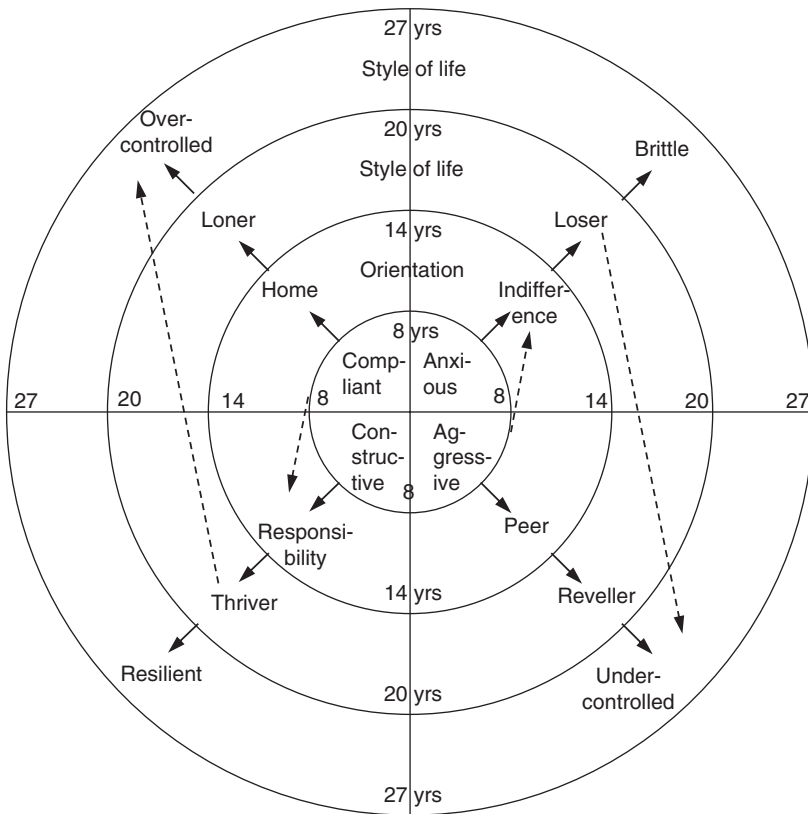 27 yrs
Style of life
Over-
controlled
20 yrs
Style of life
Brittle
Loner
14 yrs
Loser
Orientation
Home
Indiffer-
ence
8 yrs
Comp-
liant
Anxi-
ous
27
20
14
8
8
14
20
27
Con-
struc-
tive
Ag-
gress-
ive
8
Responsi-
bility
Peer
14 yrs
Thriver
Reveller
Resilient
Under-
controlled
20 yrs
27 yrs